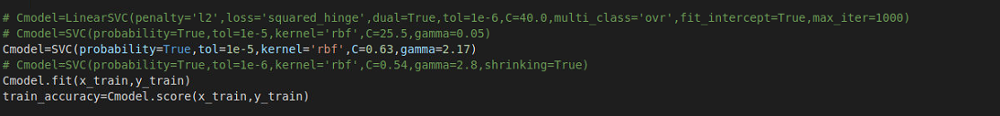 # Cmodel=LinearSVC(penalty='l2',loss='squared_hinge',dual=True,tol=1e-6,C=40.0,multi_class='ovr',fit_intercept=True,max_iter=1000)
# Cmodel=SVC(probability=True,tol=1e-5,kernel='rbf',C=25.5,gamma=0.05)
Cmodel=SVC(probability=True,tol=1e-5,kernel='rbf',C=0.63,gamma=2.17)
# Cmodel=SVC(probability=True,tol=1e-6,kernel='rbf',C=0.54,gamma=2.8,shrinking=True)
Cmodel.fit(x_train,y_train)
train_accuracy=Cmodel.score(x_train,y_train)